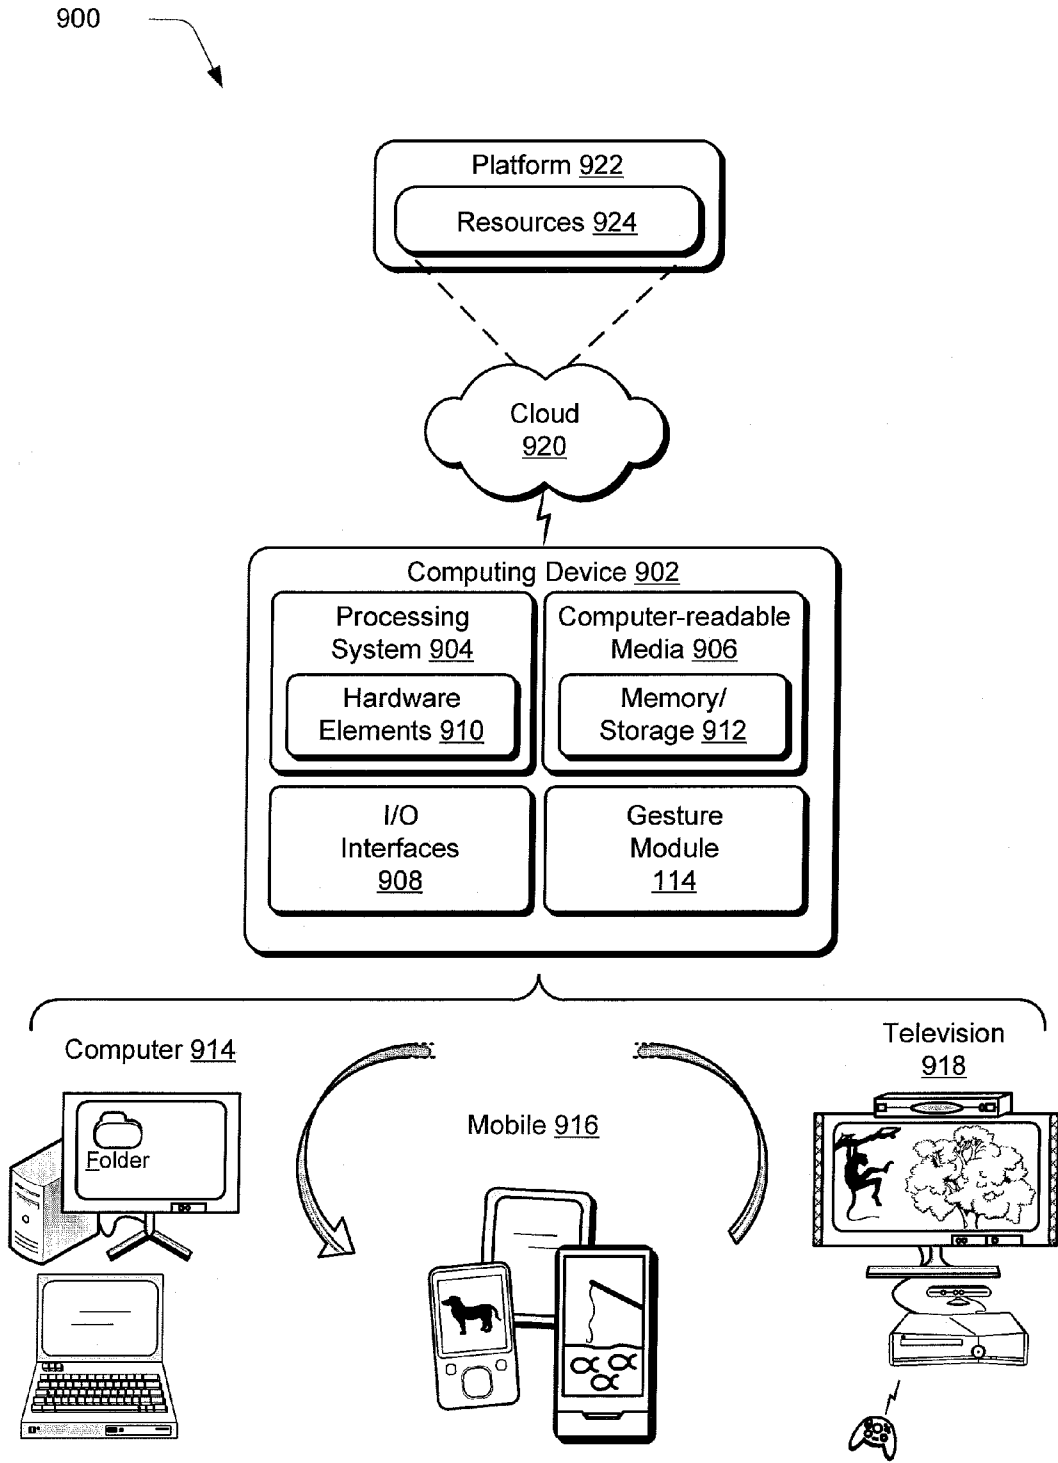 900
Platform 922
Resources 924
Cloud
920
Computing Device 902
Processing
System 904
Hardware
Elements 910
Computer-readable
Media 906
Memory/
Storage 912
I/O
Interfaces
908
Gesture
Module
114
Computer 914
Folder
Mobile 916
Television
918